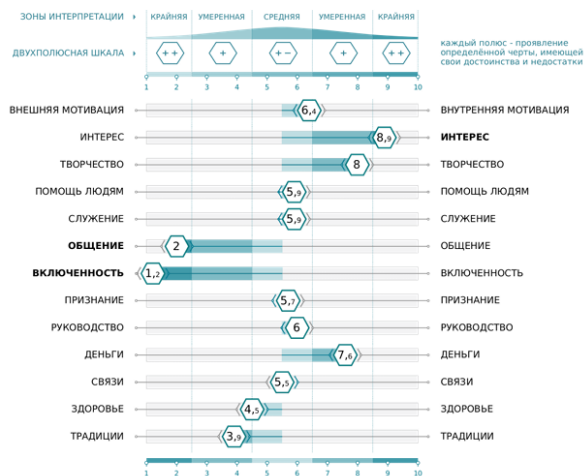 ЗОНЫ ИНТЕРПРЕТАЦИИ КРАЙНЯЯ УМЕРЕННАЯ СРЕДНЯЯ УМЕРЕННАЯ КРАЙНЯЯ
ДВУХПОЛЮСНАЯ ШКАЛА ++ + +− + ++
каждый полюс - проявление
определённой черты, имеющей
свои достоинства и недостатки
1 2 3 4 5 6 7 8 9 10
ВНЕШНЯЯ МОТИВАЦИЯ 6,4 ВНУТРЕННЯЯ МОТИВАЦИЯ
ИНТЕРЕС 8,9 ИНТЕРЕС
ТВОРЧЕСТВО 8 ТВОРЧЕСТВО
ПОМОЩЬ ЛЮДЯМ 5,9 ПОМОЩЬ ЛЮДЯМ
СЛУЖЕНИЕ 5,9 СЛУЖЕНИЕ
ОБЩЕНИЕ 2 ОБЩЕНИЕ
ВКЛЮЧЕННОСТЬ 1,2 ВКЛЮЧЕННОСТЬ
ПРИЗНАНИЕ 5,7 ПРИЗНАНИЕ
РУКОВОДСТВО 6 РУКОВОДСТВО
ДЕНЬГИ 7,6 ДЕНЬГИ
СВЯЗИ 5,5 СВЯЗИ
ЗДОРОВЬЕ 4,5 ЗДОРОВЬЕ
ТРАДИЦИИ 3,9 ТРАДИЦИИ
1 2 3 4 5 6 7 8 9 10